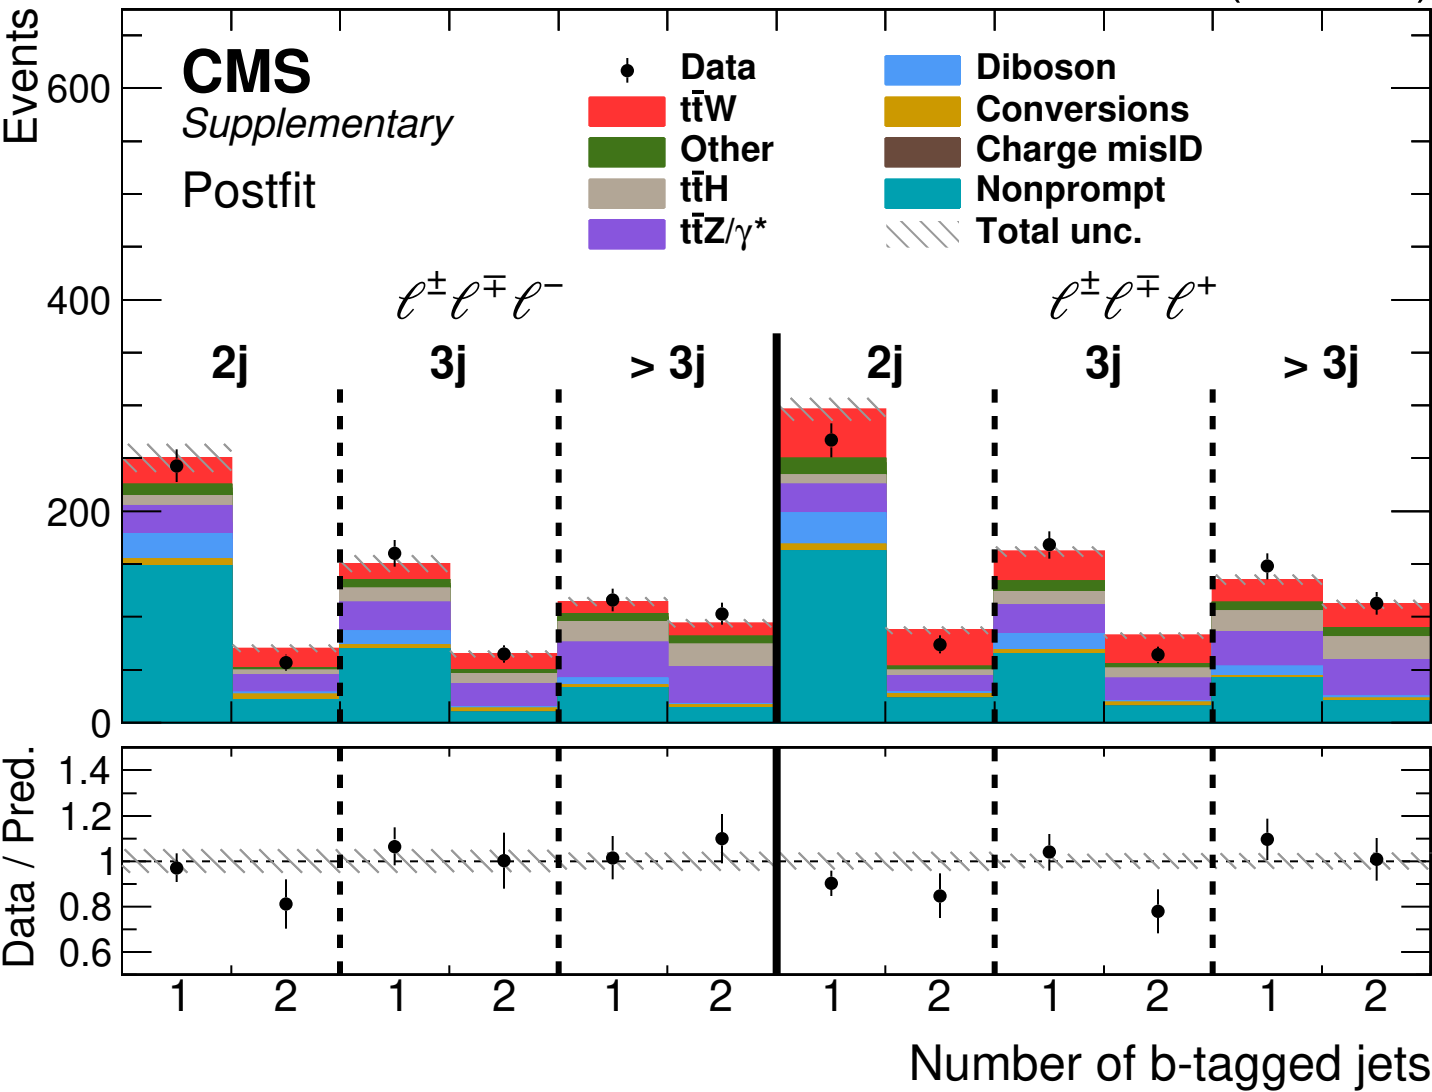 Events
600
400
200
0
CMS
Supplementary
Postfit
Data
tt̄W
Other
tt̄H
tt̄Z/γ*
Diboson
Conversions
Charge misID
Nonprompt
Total unc.
ℓ±ℓ∓ℓ−
ℓ±ℓ∓ℓ+
2j
3j
> 3j
2j
3j
> 3j
Data / Pred.
1.4
1.2
1
0.8
0.6
1 2 1 2 1 2 1 2 1 2 1 2
Number of b-tagged jets